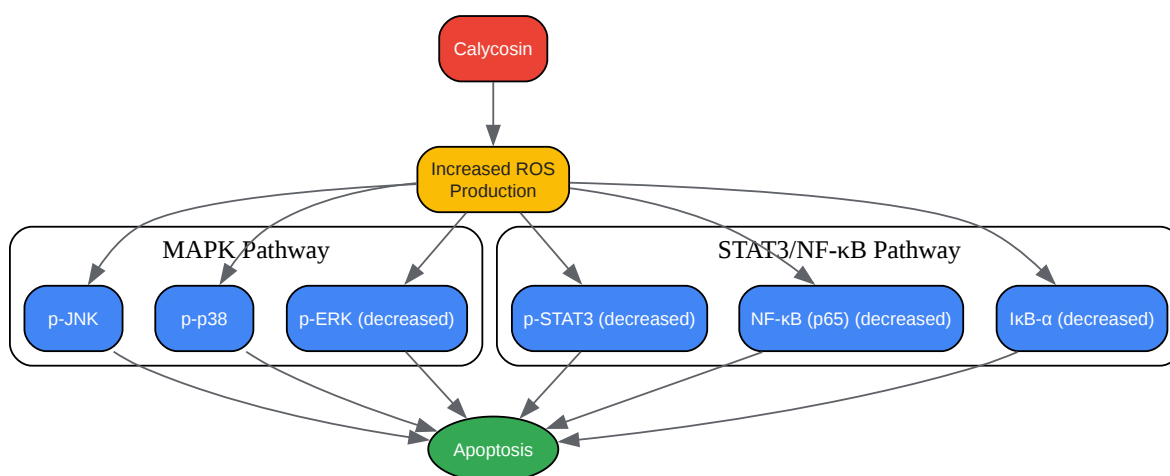 Calycosin
Increased ROS
Production
MAPK Pathway
STAT3/NF-κB Pathway
p-JNK
p-p38
p-ERK (decreased)
p-STAT3 (decreased)
NF-κB (p65) (decreased)
IκB-α (decreased)
Apoptosis